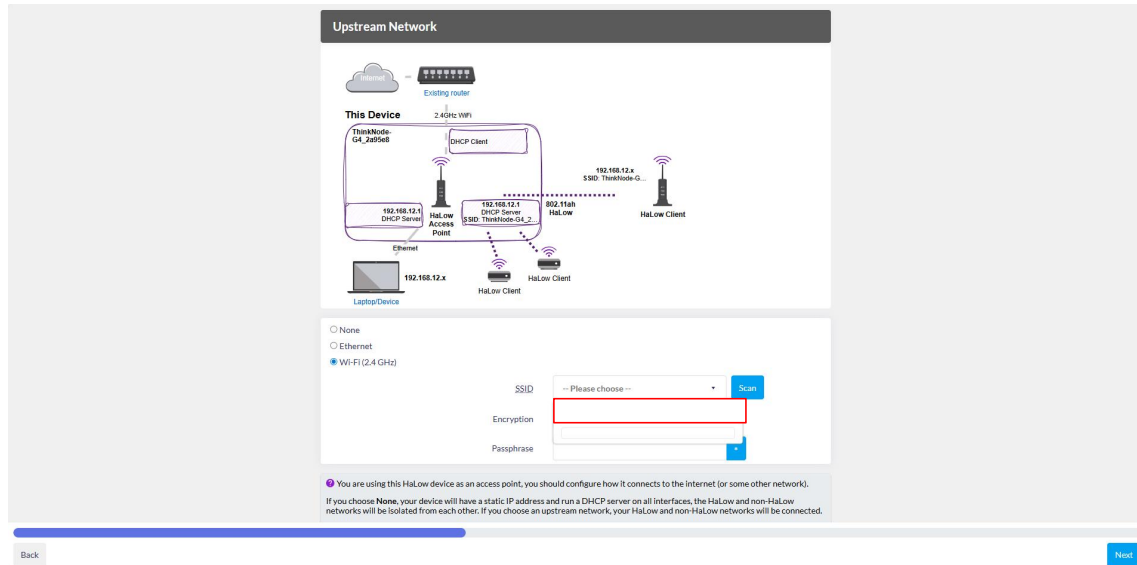 Upstream Network
Internet
Existing router
This Device
2.4GHz WiFi
ThinkNode-
G4_2a95e8
DHCP Client
192.168.12.x
SSID: ThinkNode-G...
192.168.12.1
DHCP Server
HaLow
Access
Point
192.168.12.1
DHCP Server
SSID: ThinkNode-G4_2...
802.11ah
HaLow
HaLow Client
Ethernet
192.168.12.x
HaLow Client
HaLow Client
Laptop/Device
None
Ethernet
Wi-Fi (2.4 GHz)
SSID
-- Please choose --
Scan
Encryption
Passphrase
*
You are using this HaLow device as an access point, you should configure how it connects to the internet (or some other network).
If you choose None, your device will have a static IP address and run a DHCP server on all interfaces, the HaLow and non-HaLow
networks will be isolated from each other. If you choose an upstream network, your HaLow and non-HaLow networks will be connected.
Back
Next